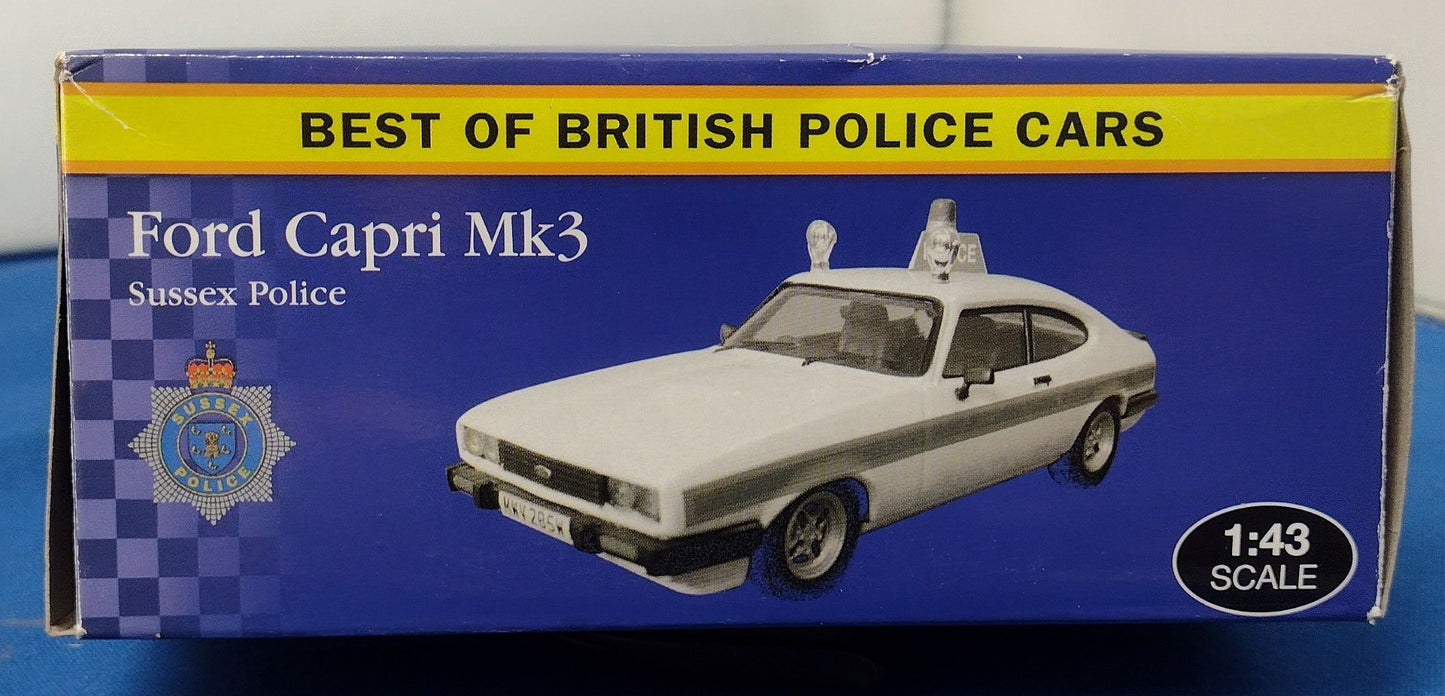 BEST OF BRITISH POLICE CARS
Ford Capri Mk3
Sussex Police
SUSSEX
POLICE
1:43
SCALE